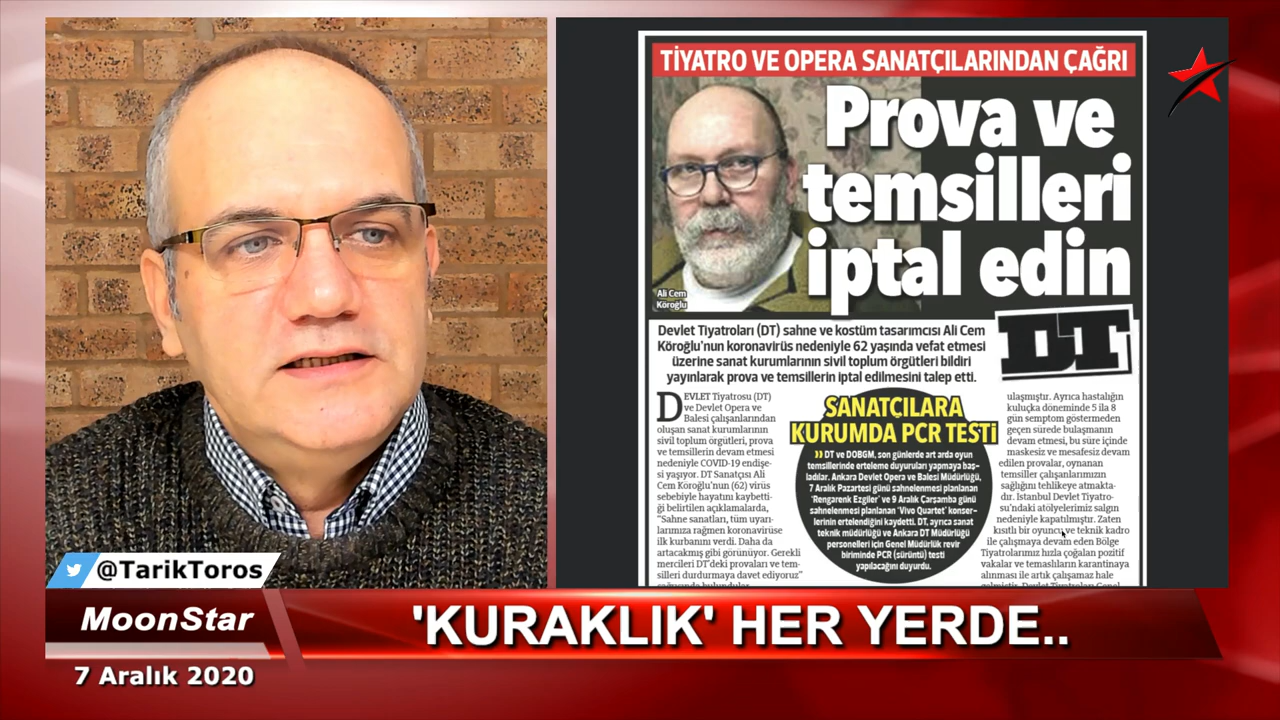 TİYATRO VE OPERA SANATÇILARINDAN ÇAĞRI
Prova ve
temsilleri
iptal edin
Ali Cem
Köroğlu
Devlet Tiyatroları (DT) sahne ve kostüm tasarımcısı Ali Cem
Köroğlu'nun koronavirüs nedeniyle 62 yaşında vefat etmesi
üzerine sanat kurumlarının sivil toplum örgütleri bildiri
yayınlarak prova ve temsillerin iptal edilmesini talep etti.
DT
DEVLET Tiyatrosu (DT)
ve Devlet Opera ve
Balesi çalışanlarından
oluşan sanat kurumlarının
sivil toplum örgütleri, prova
ve temsillerin devam etmesi
nedeniyle COVID-19 endişe-
si yaşıyor. DT Sanatçısı Ali
Cem Köroğlu'nun (62) virüs
sebebiyle hayatını kaybetti-
ği belirtilen açıklamalarda,
"Sahne sanatları, tüm uyarı-
larımıza rağmen koronavirüse
ilk kurbanı verdi. Daha da
artacakmış gibi görünüyor. Gerekli
mercileri DT'deki provaları ve tem-
silleri durdurmaya davet ediyoruz"
SANATÇILARA
KURUMDA PCR TESTİ
DT ve DOBGM, son günlerde art arda oyun
temsillerinde erteleme duyuruları yapmaya baş-
ladılar. Ankara Devlet Opera ve Balesi Müdürlüğü,
7 Aralık Pazartesi günü sahnelenmesi planlanan
'Rengarenk Ezgiler' ve 9 Aralık Çarşamba günü
sahnelenmesi planlanan 'Vivo Quartet' konser-
lerinin ertelendiğini kaydetti. DT, ayrıca sanat
teknik müdürlüğü ve Ankara DT Müdürlüğü
personelleri için Genel Müdürlük revir
biriminde PCR (sürüntü) testi
yapılacağını duyurdu.
ulaşmıştır. Ayrıca hastalığın
kuluçka döneminde 5 ila 8
gün semptom göstermeden
geçen sürede bulaşmanın
devam etmesi, bu süre içinde
maskesiz ve mesafesiz devam
edilen provalar, oynanan
temsiller çalışanlarımızın
sağlığını tehlikeye atmakta-
dır. İstanbul Devlet Tiyatro-
su'ndaki atölyelerimiz salgın
nedeniyle kapatılmıştır. Zaten
kısıtlı bir oyuncu ve teknik kadro
ile çalışmaya devam eden Bölge
Tiyatrolarımız hızla çoğalan pozitif
vakalar ve temaslıların karantinaya
alınması ile artık çalışamaz hale
@TarikToros
MoonStar
'KURAKLIK' HER YERDE..
7 Aralık 2020